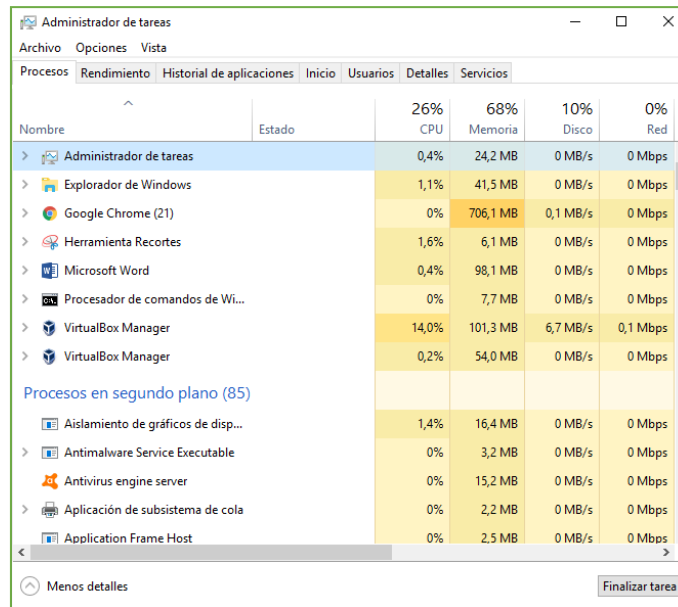 Administrador de tareas
Archivo Opciones Vista
Procesos Rendimiento Historial de aplicaciones Inicio Usuarios Detalles Servicios
26% 68% 10% 0%
Nombre Estado CPU Memoria Disco Red
Administrador de tareas 0,4% 24,2 MB 0 MB/s 0 Mbps
Explorador de Windows 1,1% 41,5 MB 0 MB/s 0 Mbps
Google Chrome (21) 0% 706,1 MB 0,1 MB/s 0 Mbps
Herramienta Recortes 1,6% 6,1 MB 0 MB/s 0 Mbps
Microsoft Word 0,4% 98,1 MB 0 MB/s 0 Mbps
Procesador de comandos de Wi... 0% 7,7 MB 0 MB/s 0 Mbps
VirtualBox Manager 14,0% 101,3 MB 6,7 MB/s 0,1 Mbps
VirtualBox Manager 0,2% 54,0 MB 0 MB/s 0 Mbps
Procesos en segundo plano (85)
Aislamiento de gráficos de disp... 1,4% 16,4 MB 0 MB/s 0 Mbps
Antimalware Service Executable 0% 3,2 MB 0 MB/s 0 Mbps
Antivirus engine server 0% 15,2 MB 0 MB/s 0 Mbps
Aplicación de subsistema de cola 0% 2,2 MB 0 MB/s 0 Mbps
Application Frame Host 0% 2,5 MB 0 MB/s 0 Mbps
Menos detalles Finalizar tarea